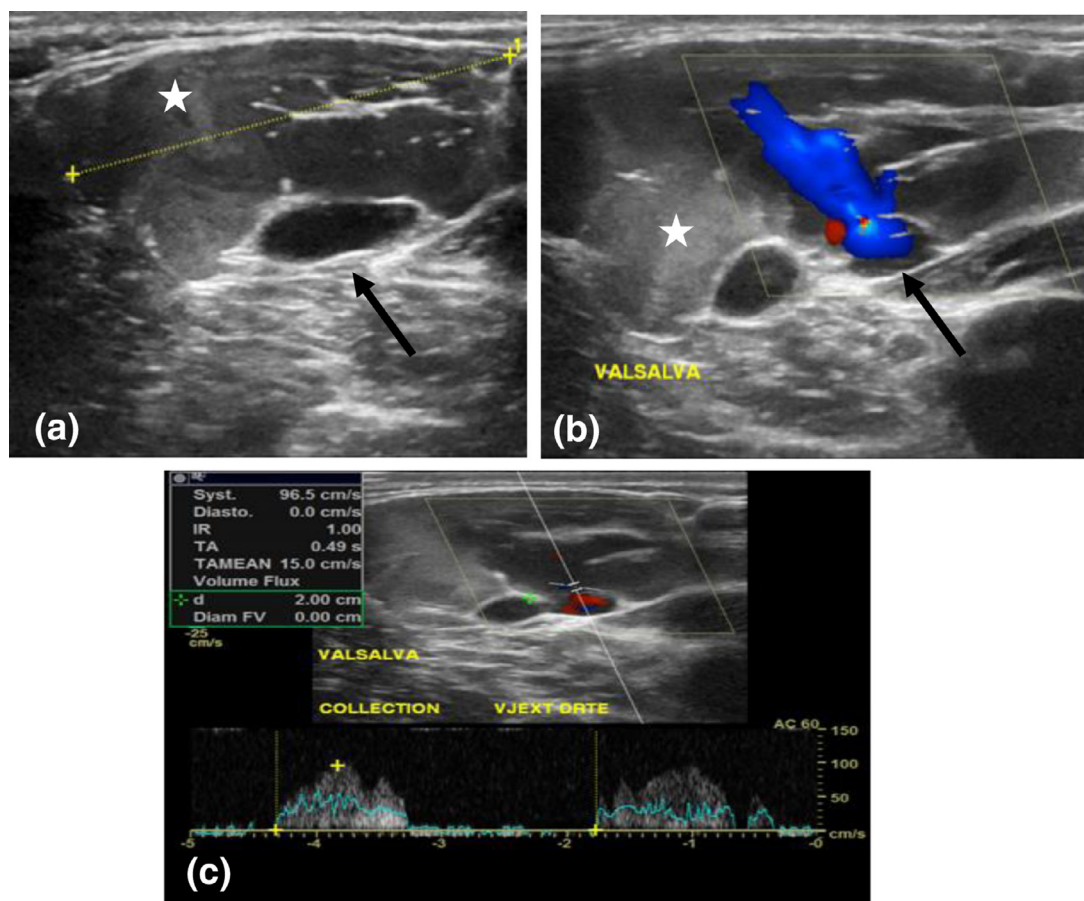 1
(a)
VALSALVA
(b)
Syst. 96.5 cm/s
Diasto. 0.0 cm/s
IR 1.00
TA 0.49 s
TAMEAN 15.0 cm/s
Volume Flux
d 2.00 cm
Diam FV 0.00 cm
-25
cm/s
VALSALVA
COLLECTION VJEXT DRTE
AC 60
150
100
50
cm/s
-5 -4 -3 -2 -1 -0
(c)